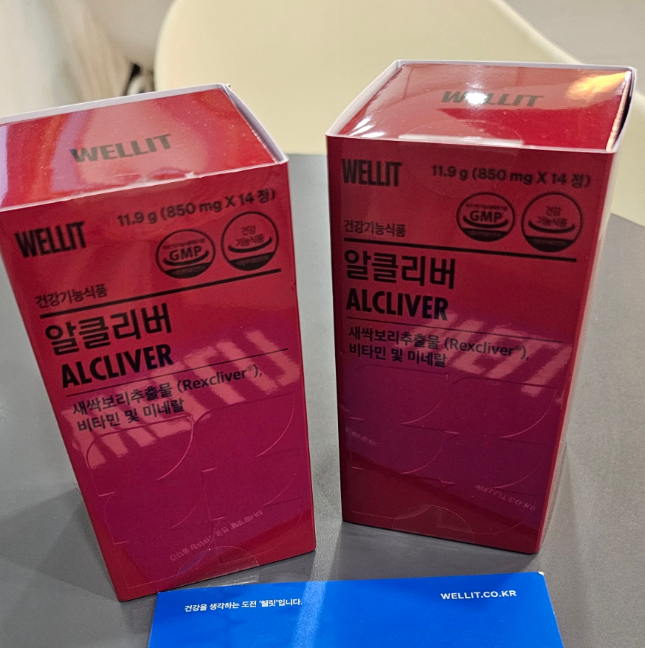 WELLIT
WELLIT
11.9 g (850 mg X 14 정)
GMP
건강
기능식품
건강기능식품
알클리버
ALCLIVER
새싹보리추출물 (Rexcliver®),
비타민 및 미네랄
WELLIT
WELLIT
11.9 g (850 mg X 14 정)
GMP
건강
기능식품
건강기능식품
알클리버
ALCLIVER
새싹보리추출물 (Rexcliver®),
비타민 및 미네랄
WELLIT.CO.KR
건강을 생각하는 도전 '웰릿'입니다.
WELLIT.CO.KR